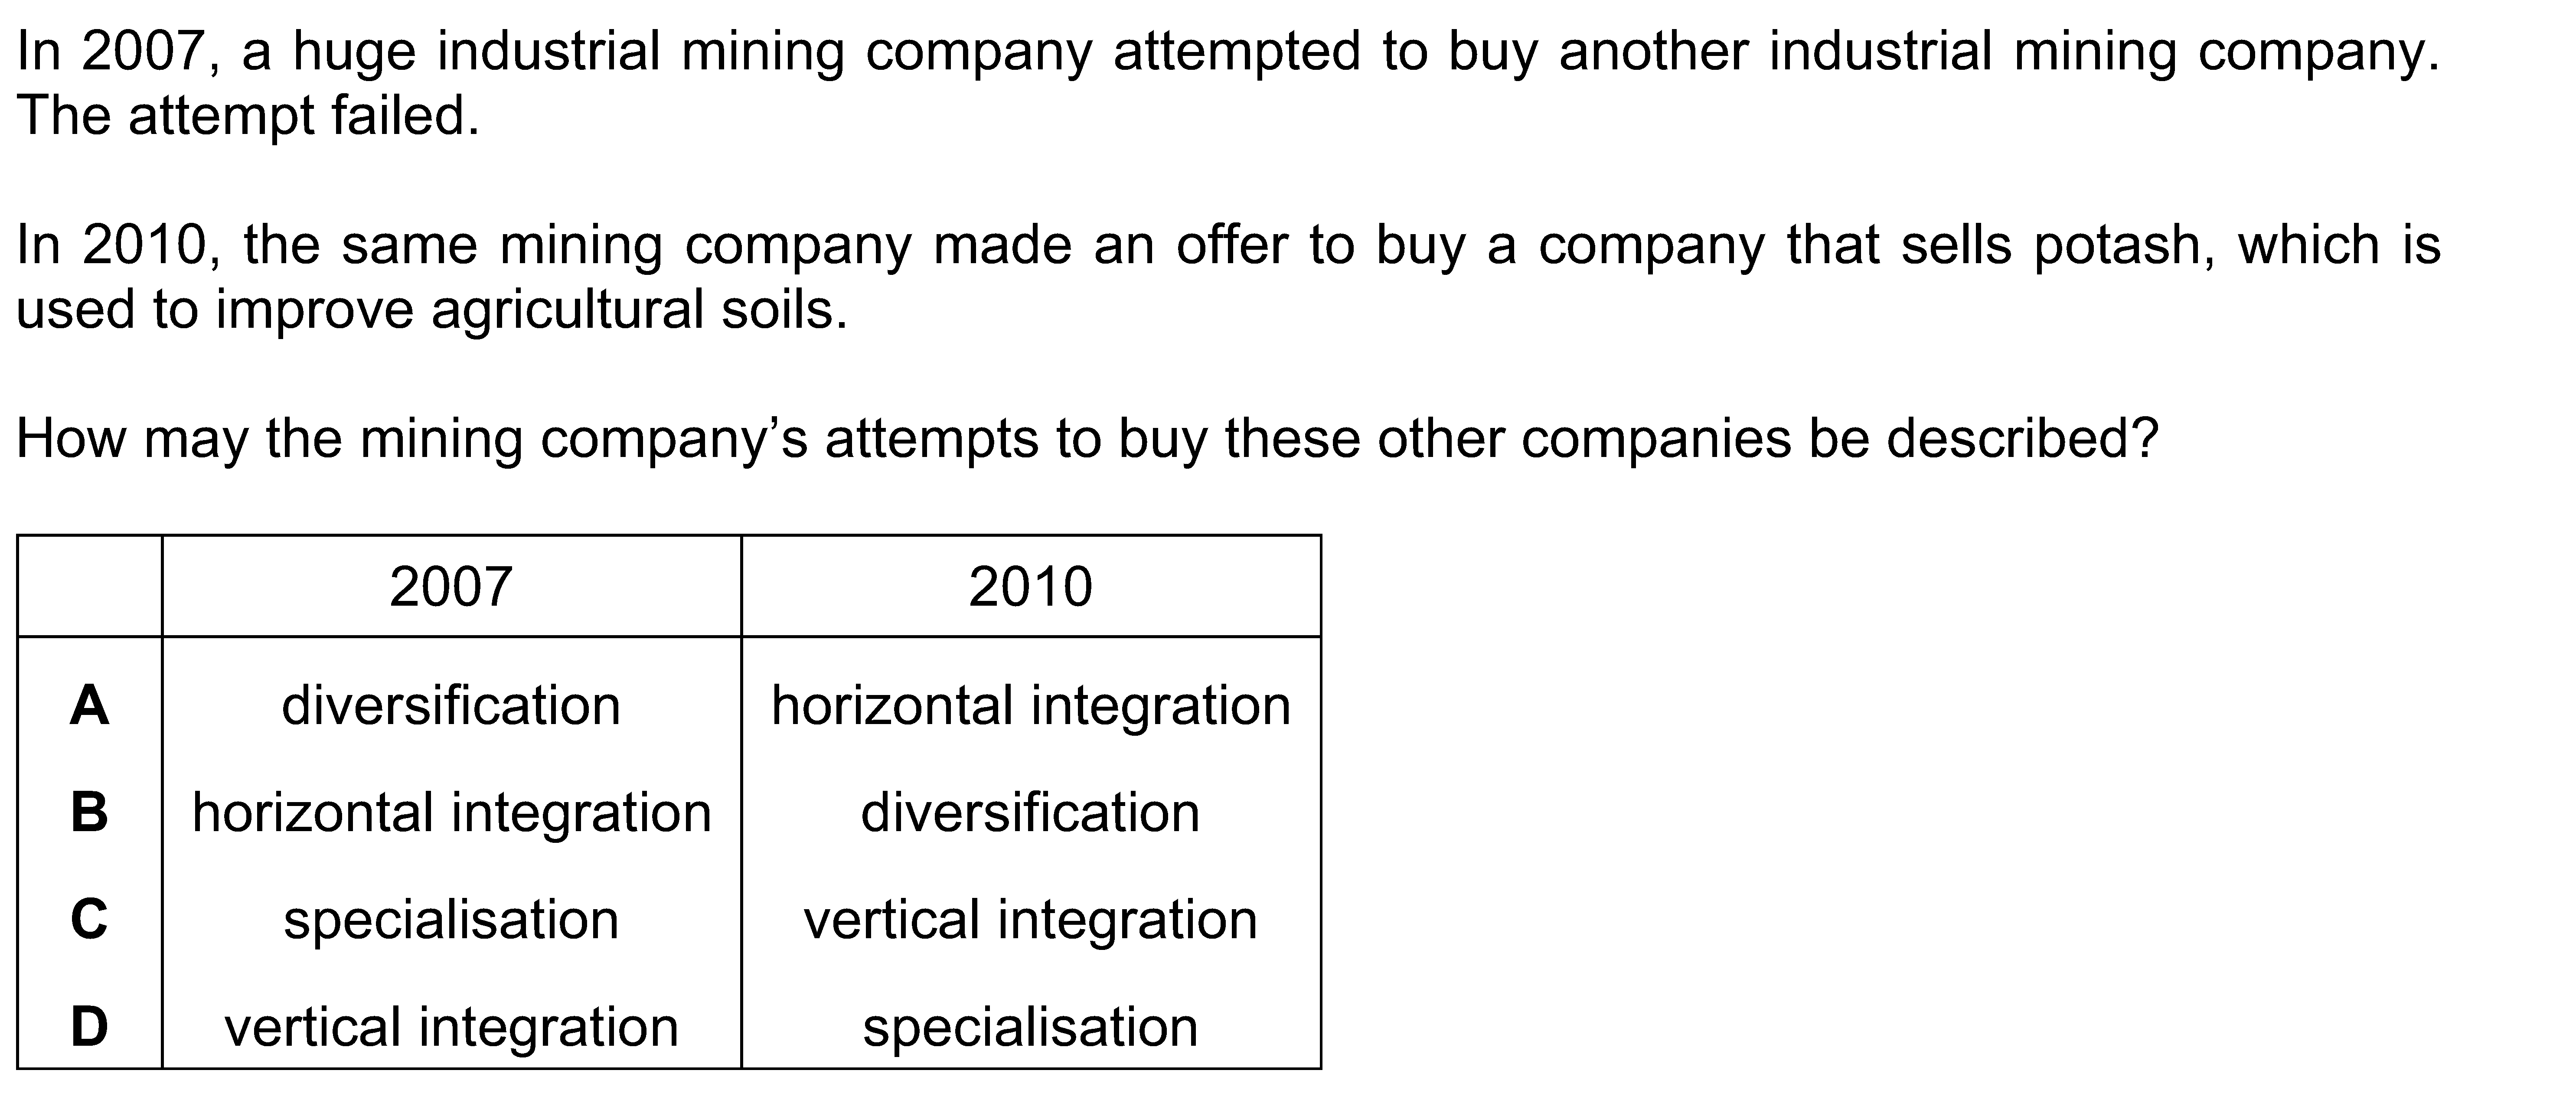 In 2007, a huge industrial mining company attempted to buy another industrial mining company.
The attempt failed.
In 2010, the same mining company made an offer to buy a company that sells potash, which is
used to improve agricultural soils.
How may the mining company’s attempts to buy these other companies be described?
2007 2010
A diversification horizontal integration
B horizontal integration diversification
C specialisation vertical integration
D vertical integration specialisation